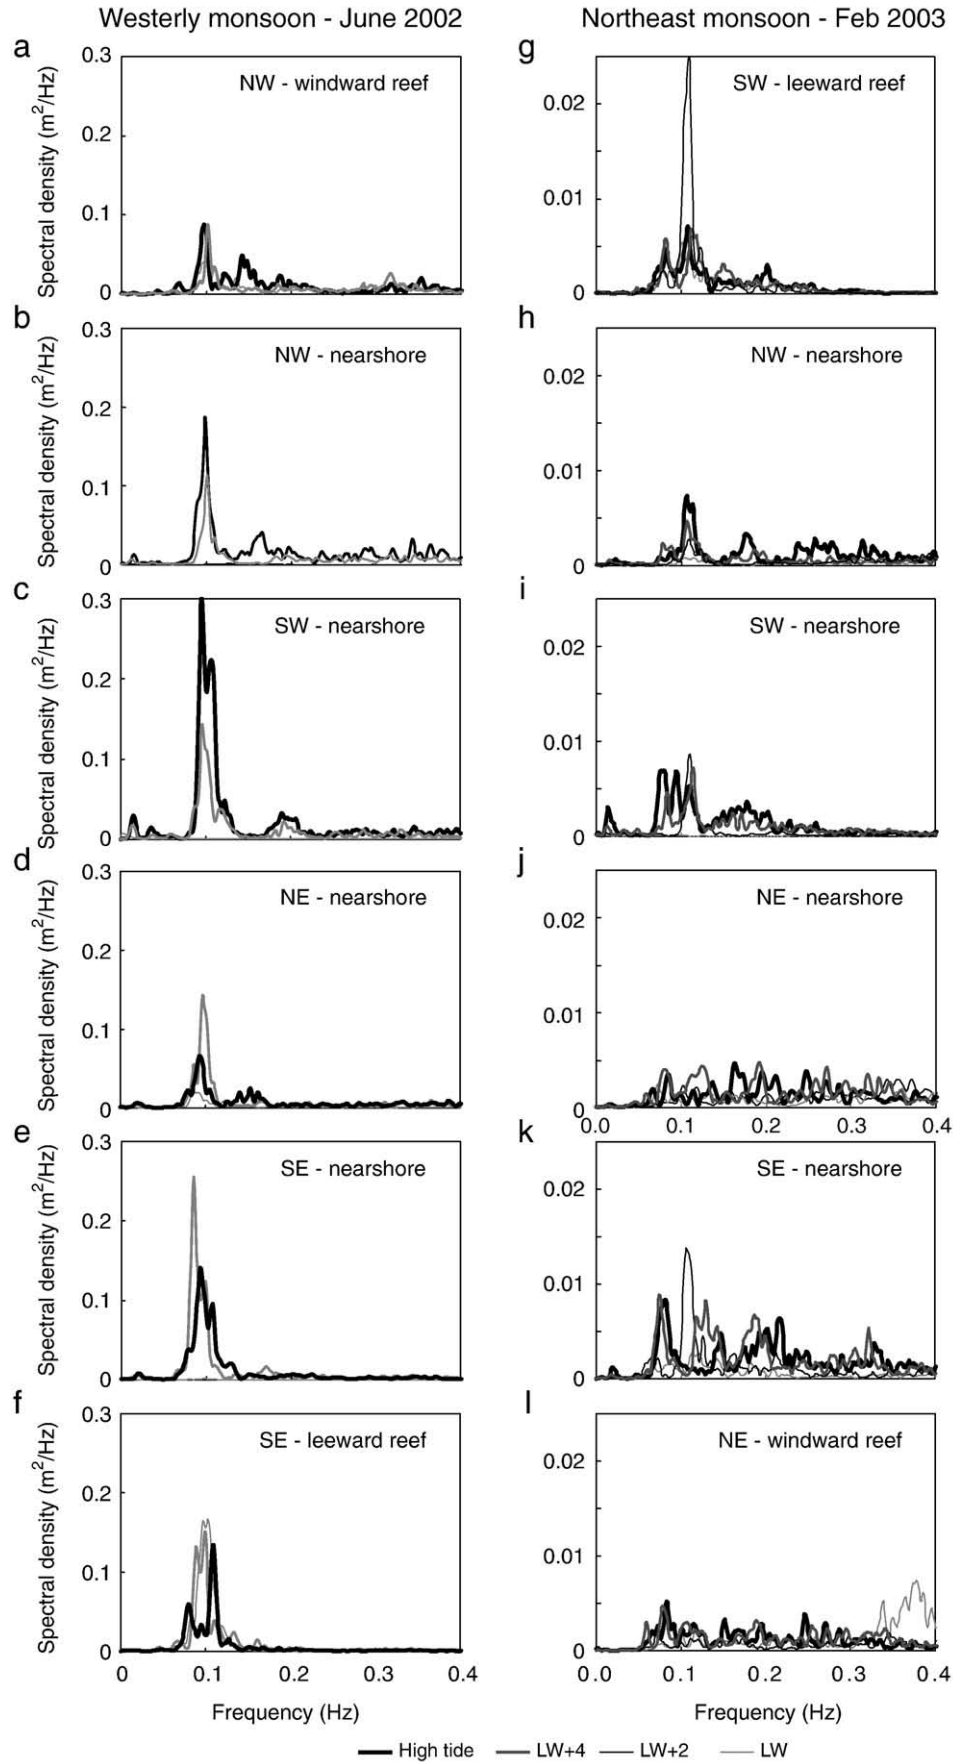 Westerly monsoon - June 2002
Northeast monsoon - Feb 2003
a
NW - windward reef
Spectral density (m²/Hz)
0.3
0.2
0.1
0
g
SW - leeward reef
0.02
0.01
0
b
NW - nearshore
Spectral density (m²/Hz)
0.3
0.2
0.1
0
h
NW - nearshore
0.02
0.01
0
c
SW - nearshore
Spectral density (m²/Hz)
0.3
0.2
0.1
0
i
SW - nearshore
0.02
0.01
0
d
NE - nearshore
Spectral density (m²/Hz)
0.3
0.2
0.1
0
j
NE - nearshore
0.02
0.01
0
0.0 0.1 0.2 0.3 0.4
e
SE - nearshore
Spectral density (m²/Hz)
0.3
0.2
0.1
0
k
SE - nearshore
0.02
0.01
0
f
SE - leeward reef
Spectral density (m²/Hz)
0.3
0.2
0.1
0
0 0.1 0.2 0.3 0.4
Frequency (Hz)
l
NE - windward reef
0.02
0.01
0
0.0 0.1 0.2 0.3 0.4
Frequency (Hz)
High tide LW+4 LW+2 LW